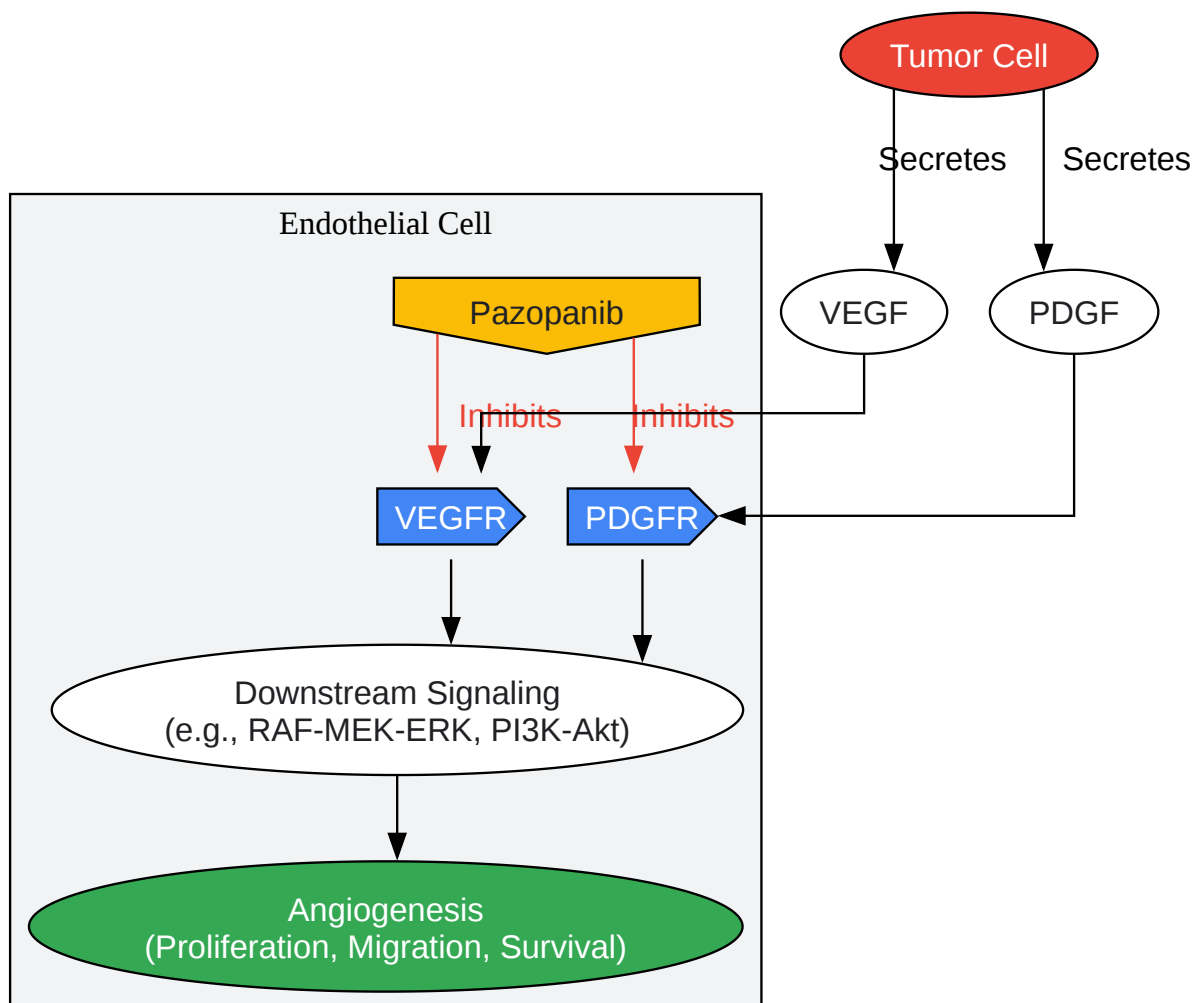 Tumor Cell
Secretes
Secretes
Endothelial Cell
Pazopanib
VEGF
PDGF
Inhibits
Inhibits
VEGFR
PDGFR
Downstream Signaling
(e.g., RAF-MEK-ERK, PI3K-Akt)
Angiogenesis
(Proliferation, Migration, Survival)